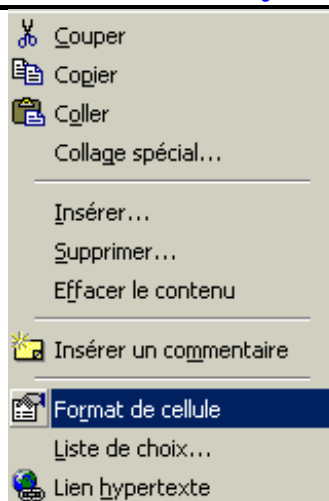 Couper
Copier
Coller
Collage spécial...
Insérer...
Supprimer...
Effacer le contenu
Insérer un commentaire
Format de cellule
Liste de choix...
Lien hypertexte